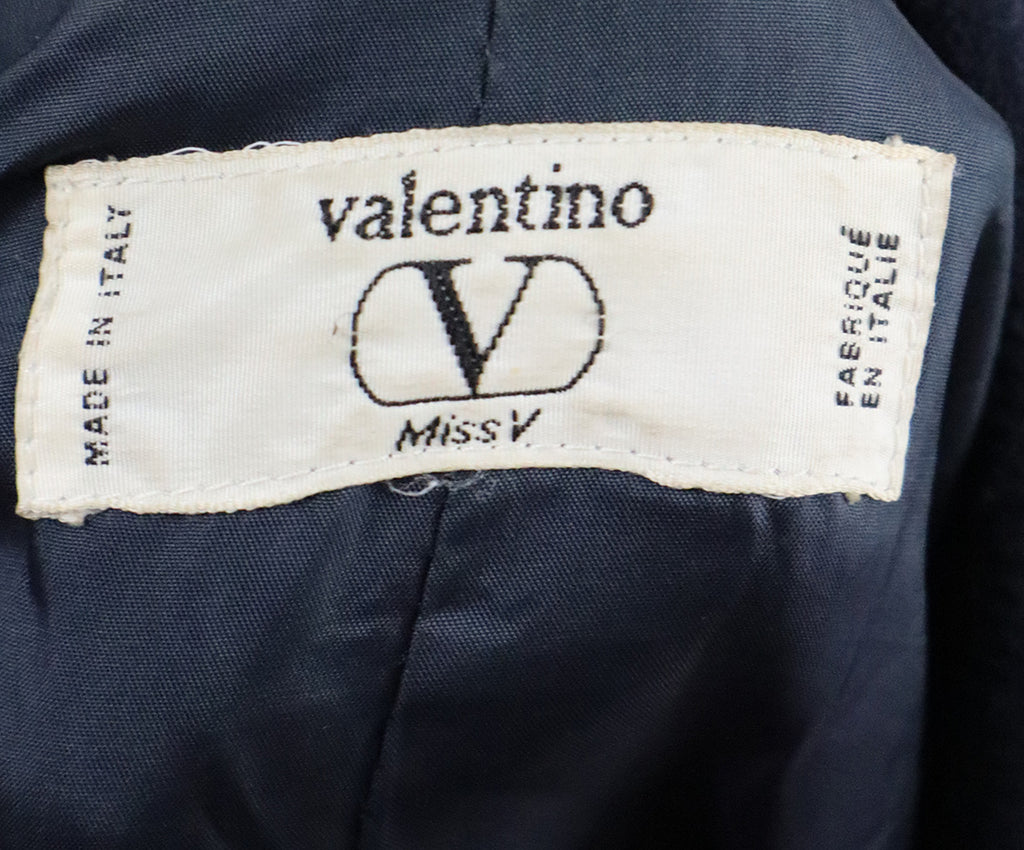 valentino
V
Miss V
MADE IN ITALY
FABRIQUÉ
EN ITALIE